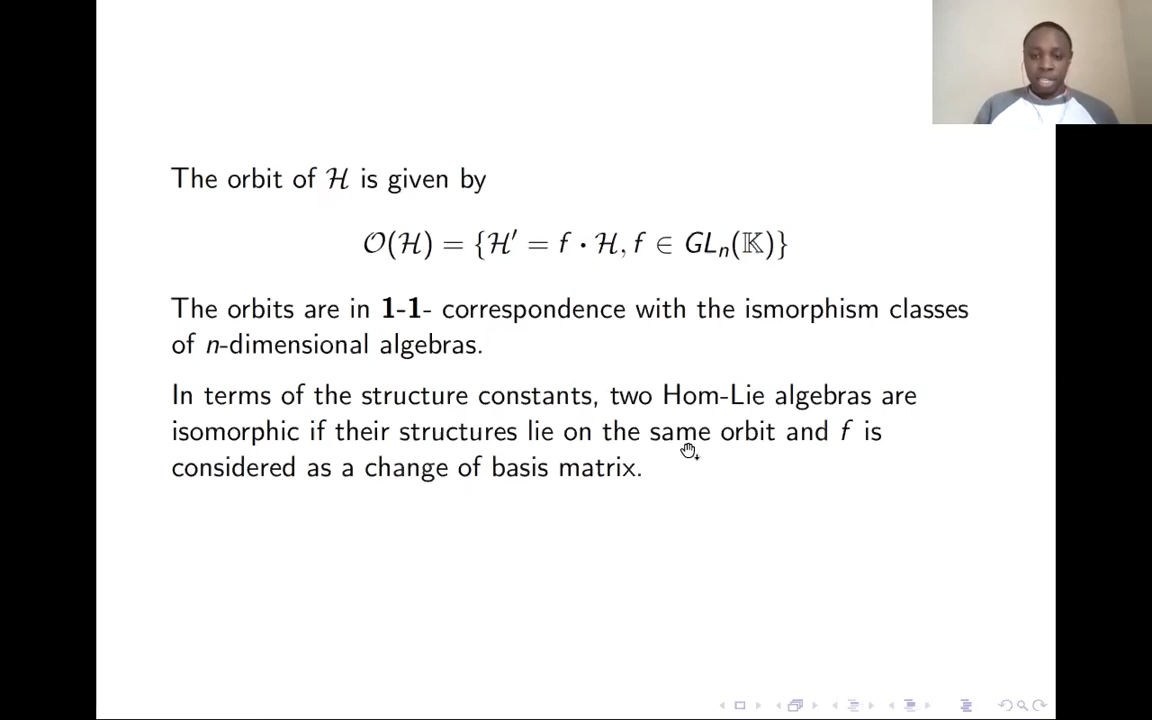 The orbit of ℋ is given by
𝒪(ℋ) = {ℋ′ = f · ℋ, f ∈ GLₙ(𝕂)}
The orbits are in 1-1- correspondence with the ismorphism classes
of n-dimensional algebras.
In terms of the structure constants, two Hom-Lie algebras are
isomorphic if their structures lie on the same orbit and f is
considered as a change of basis matrix.